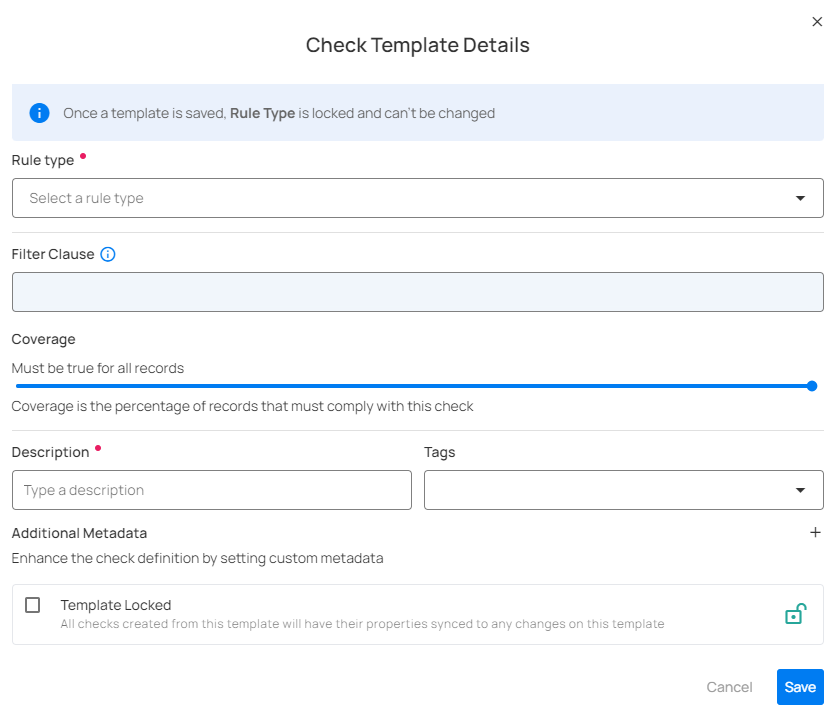 Check Template Details
Once a template is saved, Rule Type is locked and can't be changed
Rule type
Select a rule type
Filter Clause
Coverage
Must be true for all records
Coverage is the percentage of records that must comply with this check
Description
Tags
Type a description
Additional Metadata
Enhance the check definition by setting custom metadata
Template Locked
All checks created from this template will have their properties synced to any changes on this template
Cancel
Save